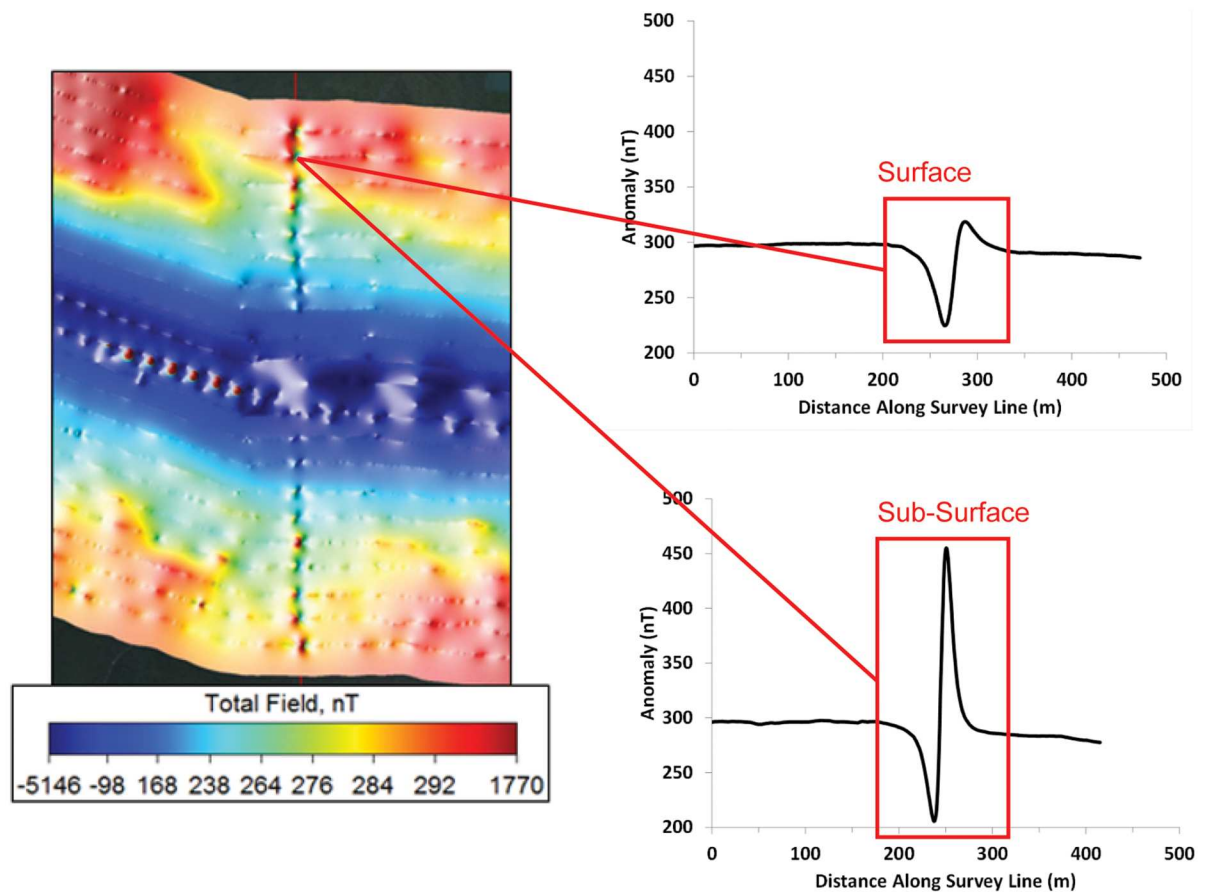 Total Field, nT
-5146 -98 168 238 264 276 284 292 1770
500
450
400
350
300
250
200
Anomaly (nT)
Surface
0 100 200 300 400 500
Distance Along Survey Line (m)
500
450
400
350
300
250
200
Anomaly (nT)
Sub-Surface
0 100 200 300 400 500
Distance Along Survey Line (m)